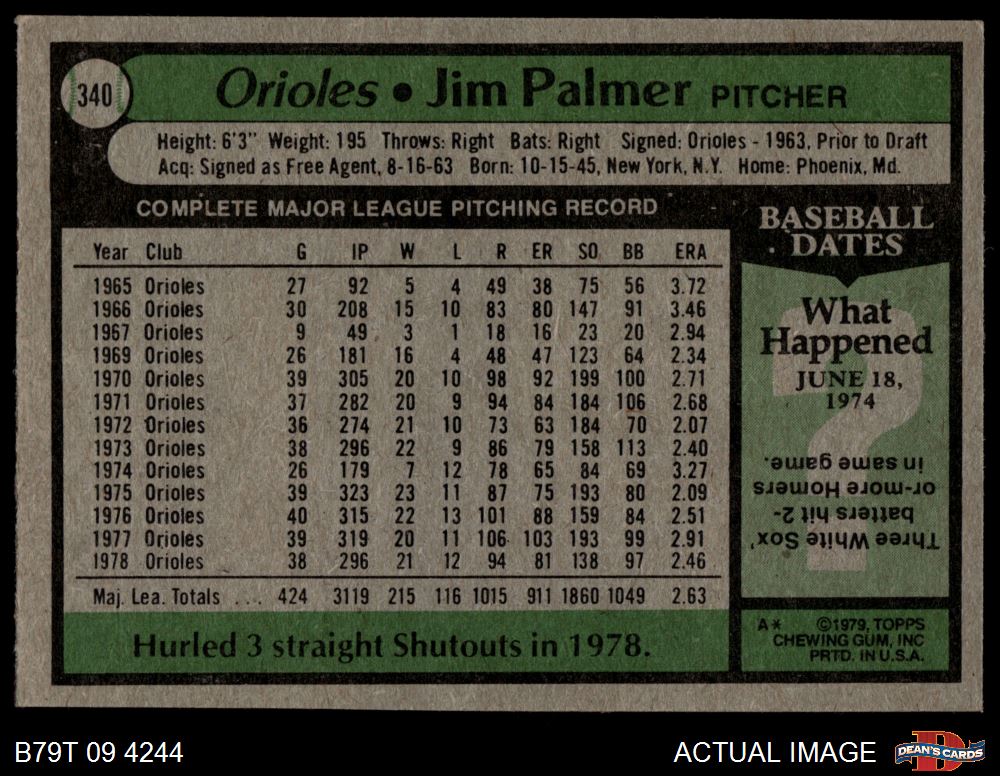 340
Orioles • Jim Palmer PITCHER
Height: 6'3" Weight: 195 Throws: Right Bats: Right Signed: Orioles - 1963, Prior to Draft
Acq: Signed as Free Agent, 8-16-63 Born: 10-15-45, New York, N.Y. Home: Phoenix, Md.
COMPLETE MAJOR LEAGUE PITCHING RECORD
Year Club G IP W L R ER SO BB ERA
1965 Orioles 27 92 5 4 49 38 75 56 3.72
1966 Orioles 30 208 15 10 83 80 147 91 3.46
1967 Orioles 9 49 3 1 18 16 23 20 2.94
1969 Orioles 26 181 16 4 48 47 123 64 2.34
1970 Orioles 39 305 20 10 98 92 199 100 2.71
1971 Orioles 37 282 20 9 94 84 184 106 2.68
1972 Orioles 36 274 21 10 73 63 184 70 2.07
1973 Orioles 38 296 22 9 86 79 158 113 2.40
1974 Orioles 26 179 7 12 78 65 84 69 3.27
1975 Orioles 39 323 23 11 87 75 193 80 2.09
1976 Orioles 40 315 22 13 101 88 159 84 2.51
1977 Orioles 39 319 20 11 106 103 193 99 2.91
1978 Orioles 38 296 21 12 94 81 138 97 2.46
Maj. Lea. Totals ... 424 3119 215 116 1015 911 1860 1049 2.63
Hurled 3 straight Shutouts in 1978.
BASEBALL
DATES
What
Happened
JUNE 18,
1974
?
Three White Sox'
batters hit 2-
or-more Homers
in same game.
A* ©1979, TOPPS
CHEWING GUM, INC
PRTD. IN U.S.A.
B79T 09 4244
ACTUAL IMAGE
DEAN'S CARDS